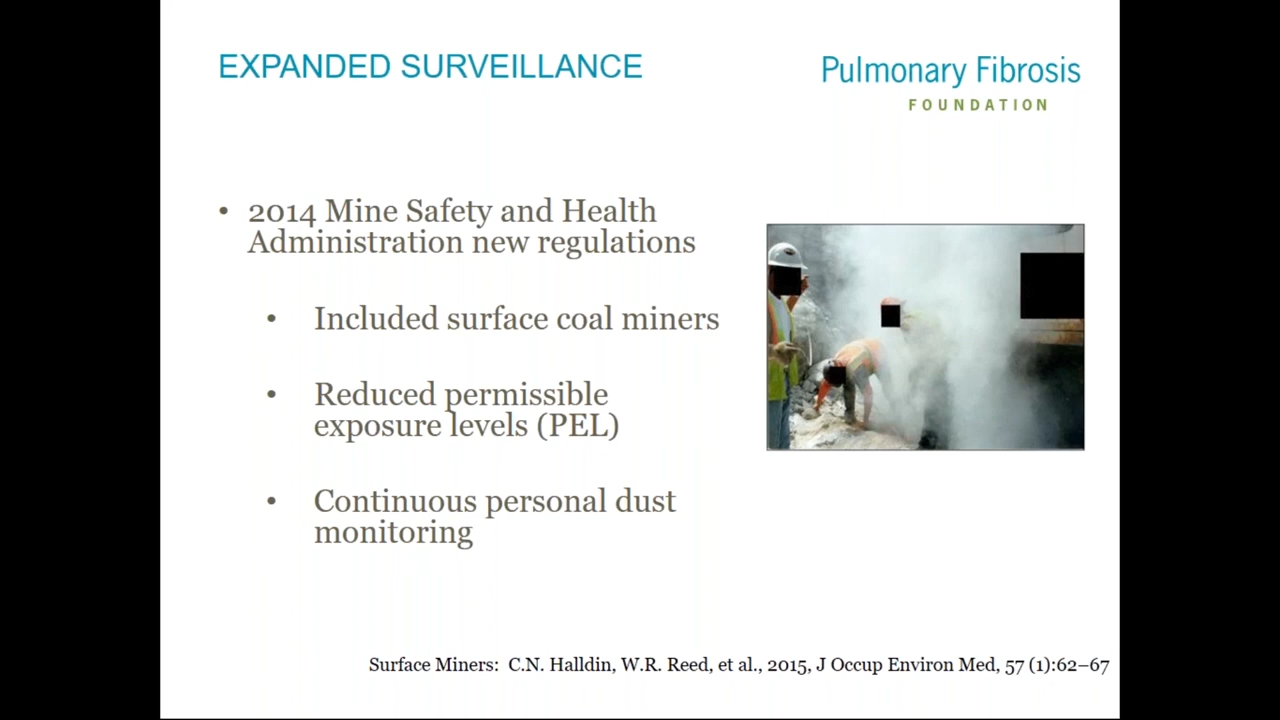 EXPANDED SURVEILLANCE
Pulmonary Fibrosis
FOUNDATION
• 2014 Mine Safety and Health
Administration new regulations
• Included surface coal miners
• Reduced permissible
exposure levels (PEL)
• Continuous personal dust
monitoring
Surface Miners: C.N. Halldin, W.R. Reed, et al., 2015, J Occup Environ Med, 57 (1):62–67